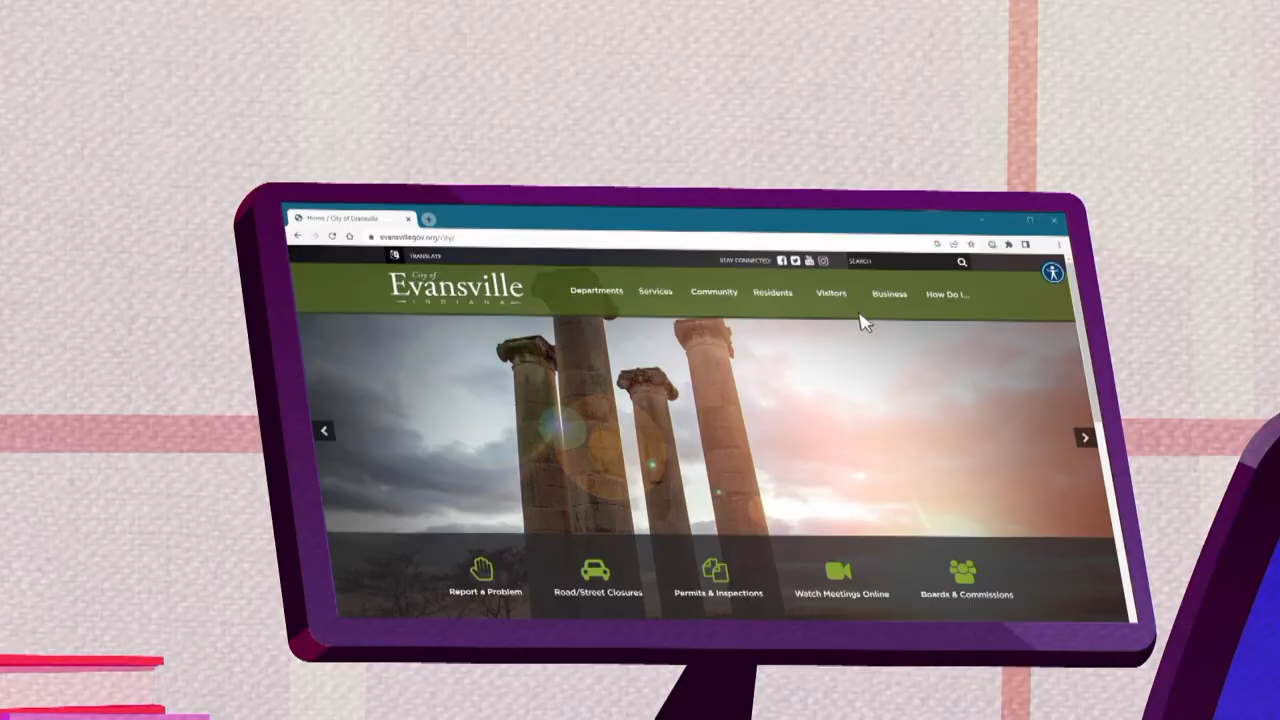 Home / City of Evansville
evansvillegov.org/city/
TRANSLATE
STAY CONNECTED:
SEARCH
City of
Evansville
INDIANA
Departments
Services
Community
Residents
Visitors
Business
How Do I...
Report a Problem
Road/Street Closures
Permits & Inspections
Watch Meetings Online
Boards & Commissions